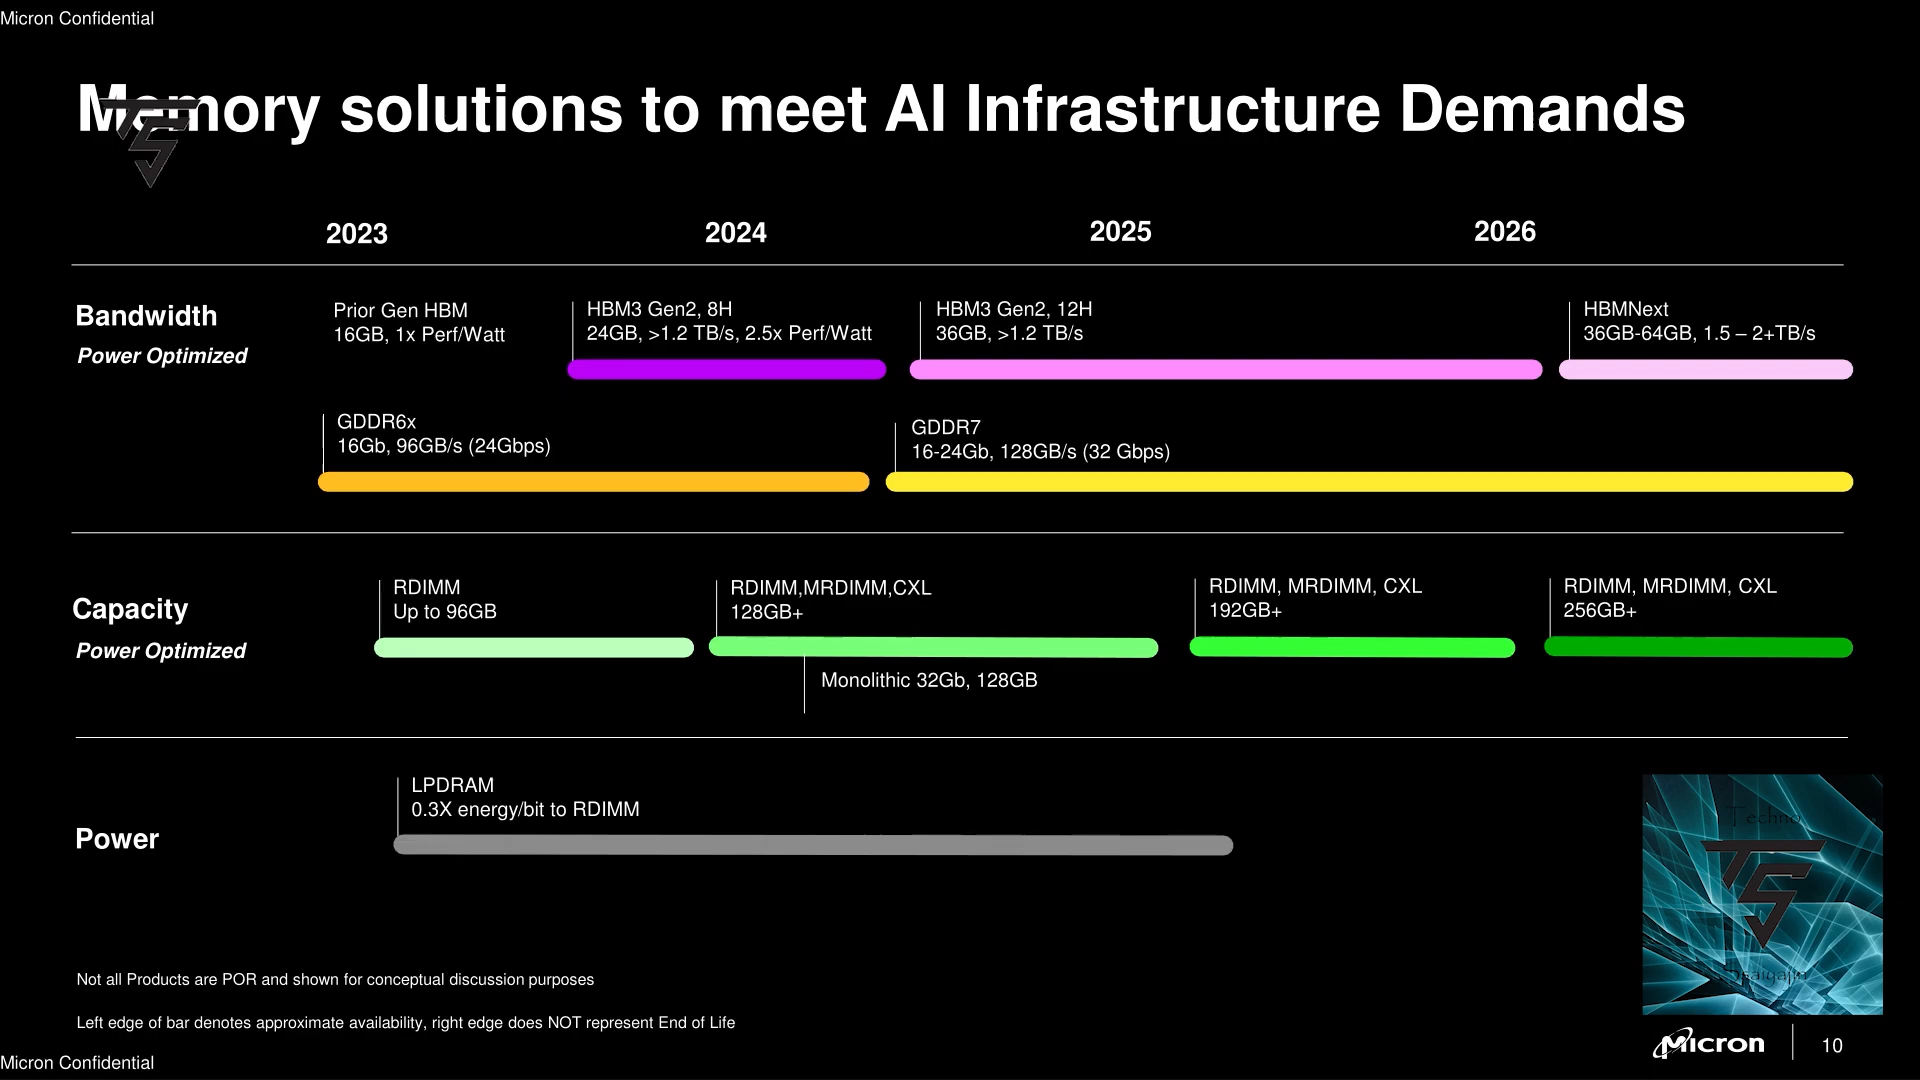 Micron Confidential
Memory solutions to meet AI Infrastructure Demands
2023
2024
2025
2026
Bandwidth
Power Optimized
Prior Gen HBM
16GB, 1x Perf/Watt
HBM3 Gen2, 8H
24GB, >1.2 TB/s, 2.5x Perf/Watt
HBM3 Gen2, 12H
36GB, >1.2 TB/s
HBMNext
36GB-64GB, 1.5 – 2+TB/s
GDDR6x
16Gb, 96GB/s (24Gbps)
GDDR7
16-24Gb, 128GB/s (32 Gbps)
Capacity
Power Optimized
RDIMM
Up to 96GB
RDIMM,MRDIMM,CXL
128GB+
Monolithic 32Gb, 128GB
RDIMM, MRDIMM, CXL
192GB+
RDIMM, MRDIMM, CXL
256GB+
Power
LPDRAM
0.3X energy/bit to RDIMM
Techno
TS
Not all Products are POR and shown for conceptual discussion purposes
Left edge of bar denotes approximate availability, right edge does NOT represent End of Life
Micron
10
Micron Confidential